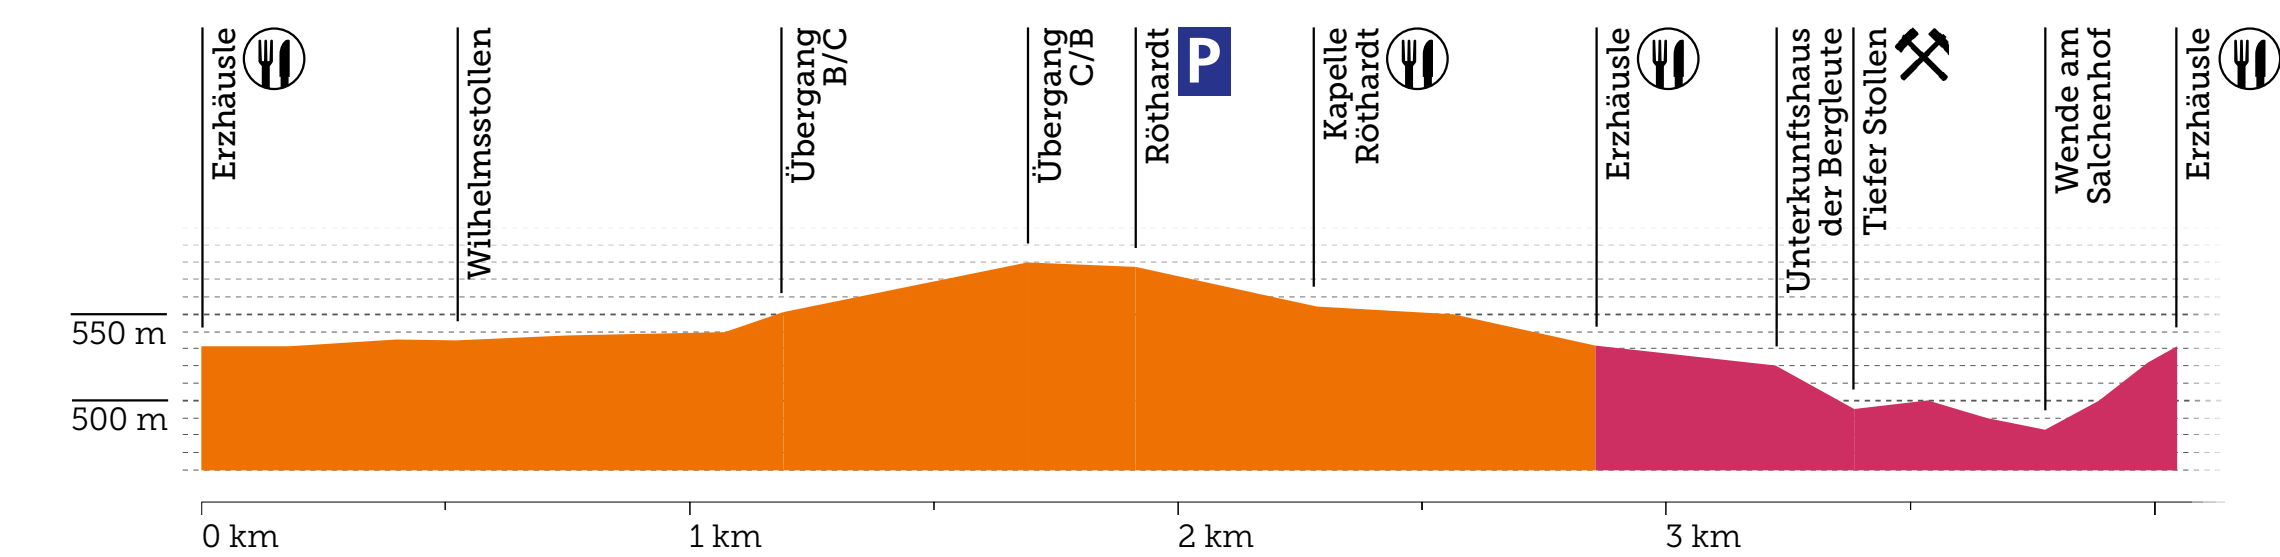 Erzhäusle
Wilhelmsstollen
Übergang
B/C
Übergang
C/B
Röthardt
P
Kapelle
Röthardt
Erzhäusle
Unterkunftshaus
der Bergleute
Tiefer Stollen
Wende am
Salchenhof
Erzhäusle
550 m
500 m
0 km
1 km
2 km
3 km